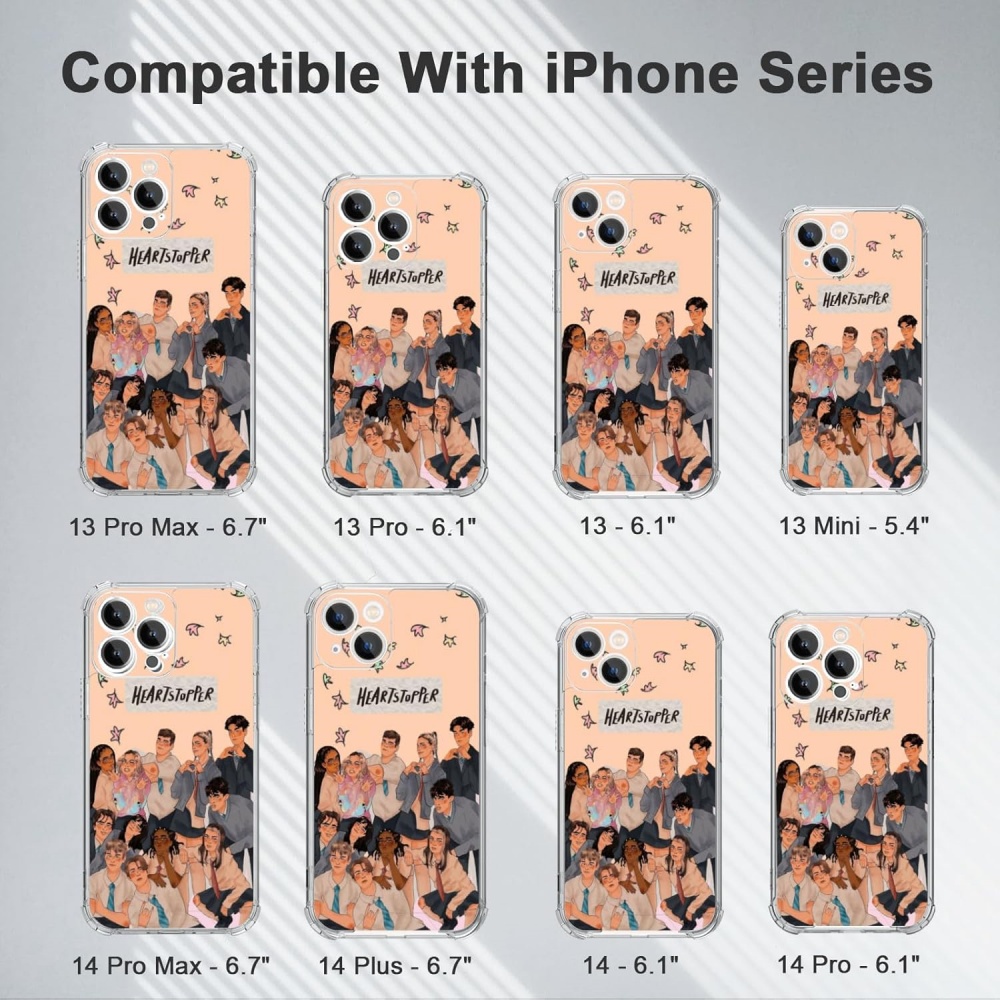 Compatible With iPhone Series
HEARTSTOPPER
HEARTSTOPPER
HEARTSTOPPER
HEARTSTOPPER
13 Pro Max - 6.7"
13 Pro - 6.1"
13 - 6.1"
13 Mini - 5.4"
HEARTSTOPPER
HEARTSTOPPER
HEARTSTOPPER
HEARTSTOPPER
14 Pro Max - 6.7"
14 Plus - 6.7"
14 - 6.1"
14 Pro - 6.1"